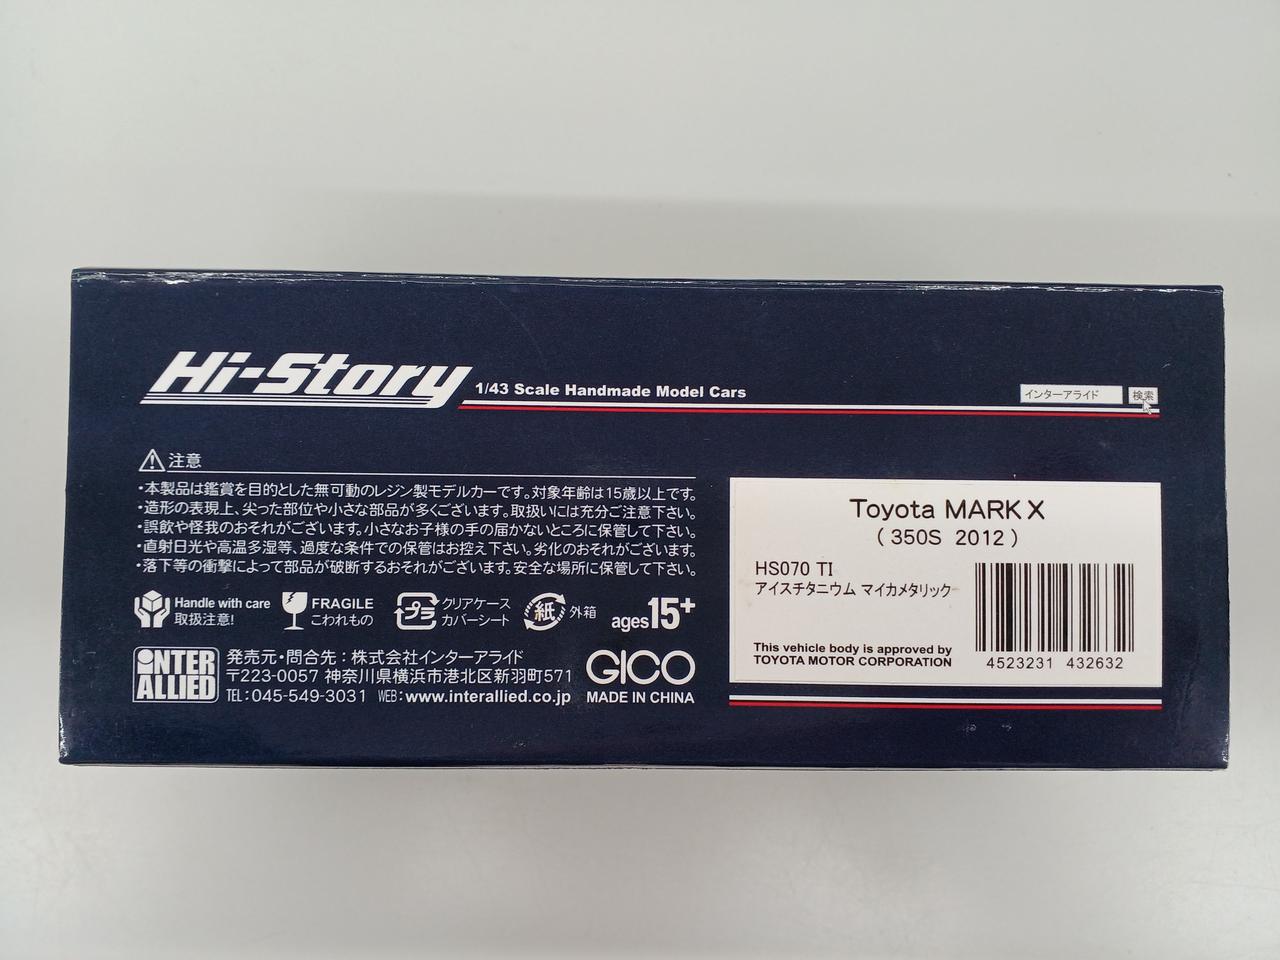 Hi-Story
1/43 Scale Handmade Model Cars
インターアライド 検索
注意
・本製品は鑑賞を目的とした無可動のレジン製モデルカーです。対象年齢は15歳以上です。
・造形の表現上、尖った部位や小さな部品が多くございます。取扱いには充分ご注意下さい。
・誤飲や怪我のおそれがございます。小さなお子様の手の届かないところに保管して下さい。
・直射日光や高温多湿等、過度な条件での保管はお控え下さい。劣化のおそれがございます。
・落下等の衝撃によって部品が破断するおそれがございます。安全な場所に保管して下さい。
Handle with care
取扱注意!
FRAGILE
こわれもの
プラ
クリアケース
カバーシート
紙
外箱
ages15+
INTER
ALLIED
発売元・問合先：株式会社インターアライド
〒223-0057 神奈川県横浜市港北区新羽町571
TEL:045-549-3031 WEB:www.interallied.co.jp
GICO
MADE IN CHINA
Toyota MARK X
(350S 2012)
HS070 TI
アイスチタニウム マイカメタリック
This vehicle body is approved by
TOYOTA MOTOR CORPORATION
4523231 432632